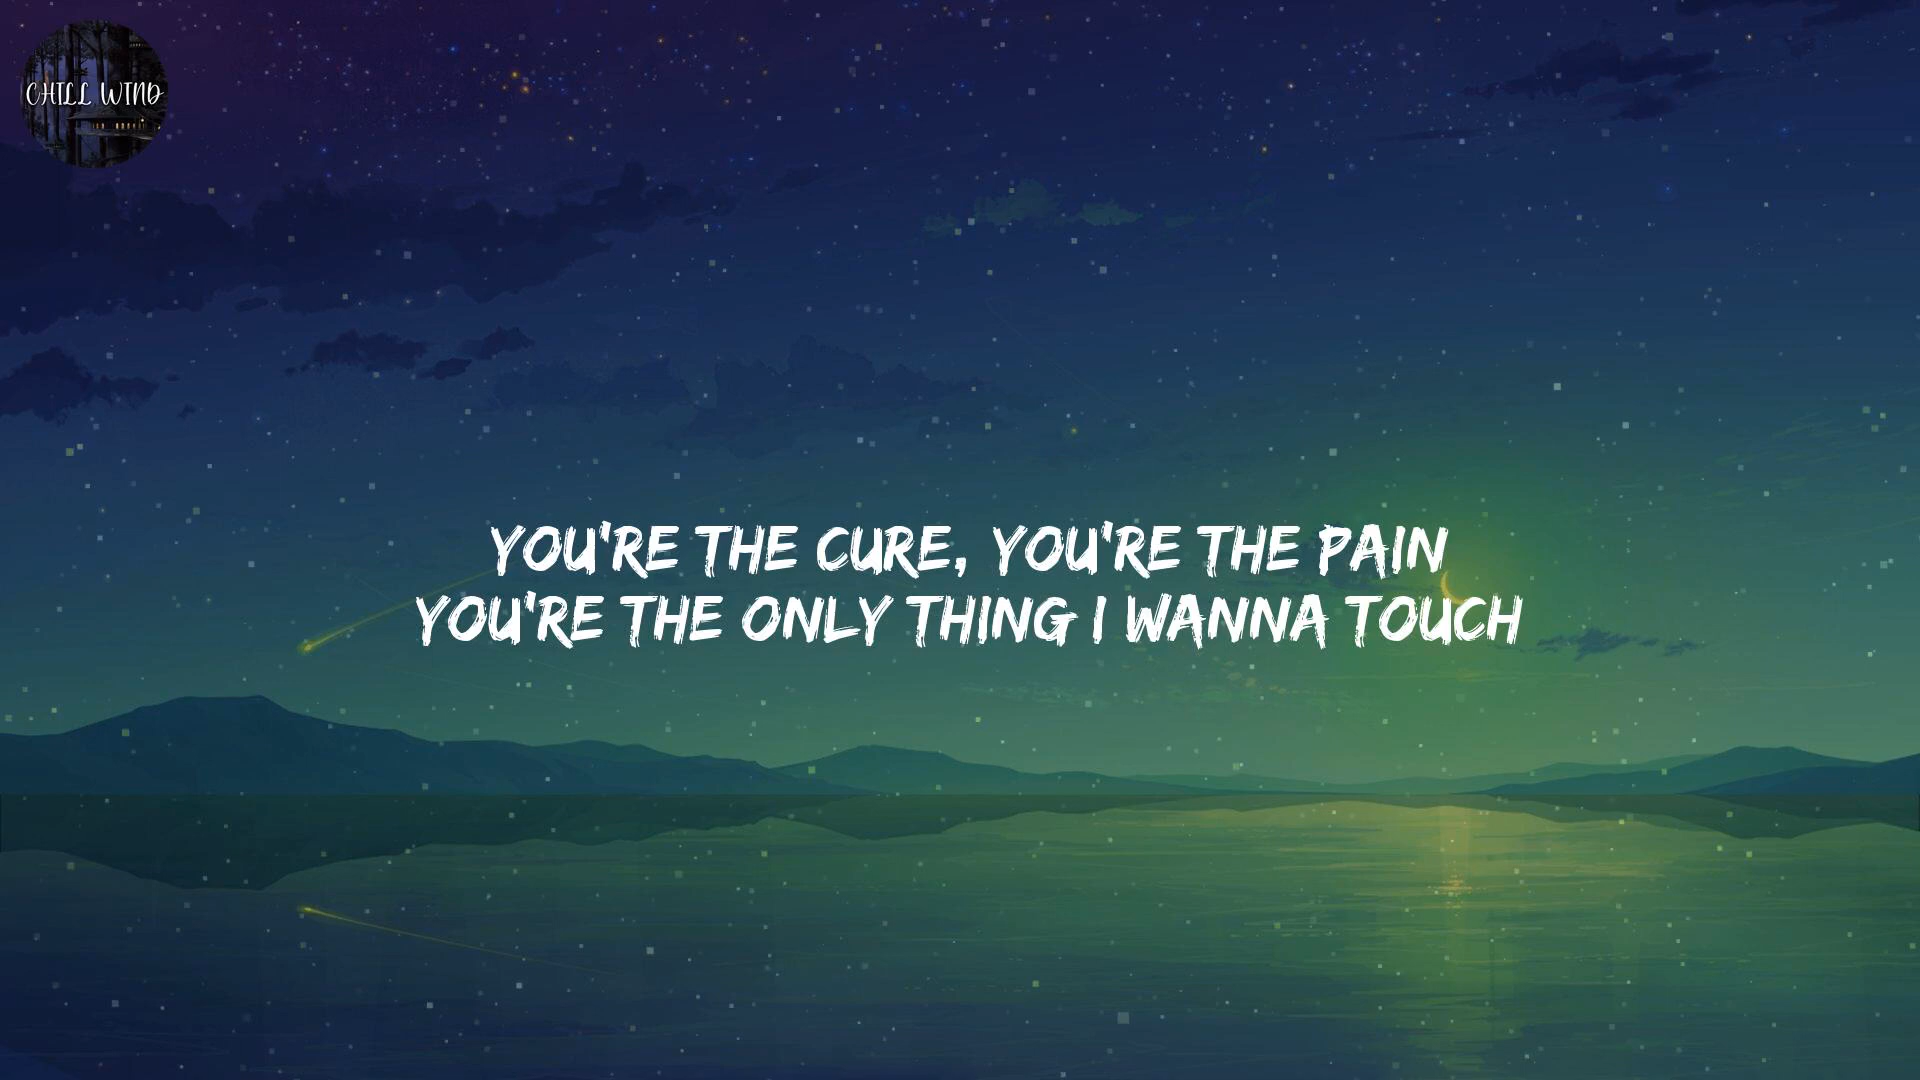 CHILL WIND
YOU'RE THE CURE, YOU'RE THE PAIN
YOU'RE THE ONLY THING I WANNA TOUCH